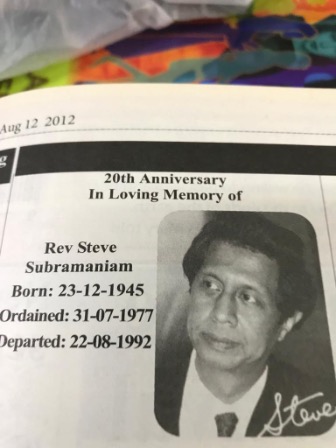 Aug 12 2012
g
20th Anniversary
In Loving Memory of
Rev Steve
Subramaniam
Born: 23-12-1945
Ordained: 31-07-1977
Departed: 22-08-1992
Steve